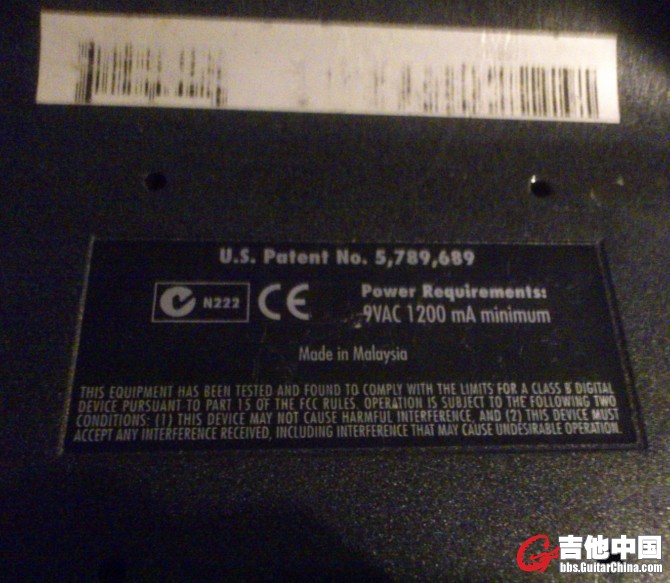 U.S. Patent No. 5,789,689
N222
CE
Power Requirements:
9VAC 1200 mA minimum
Made in Malaysia
THIS EQUIPMENT HAS BEEN TESTED AND FOUND TO COMPLY WITH THE LIMITS FOR A CLASS B DIGITAL
DEVICE PURSUANT TO PART 15 OF THE FCC RULES. OPERATION IS SUBJECT TO THE FOLLOWING TWO
CONDITIONS: (1) THIS DEVICE MAY NOT CAUSE HARMFUL INTERFERENCE, AND (2) THIS DEVICE MUST
ACCEPT ANY INTERFERENCE RECEIVED, INCLUDING INTERFERENCE THAT MAY CAUSE UNDESIRABLE OPERATION.
吉他中国
bbs.GuitarChina.com